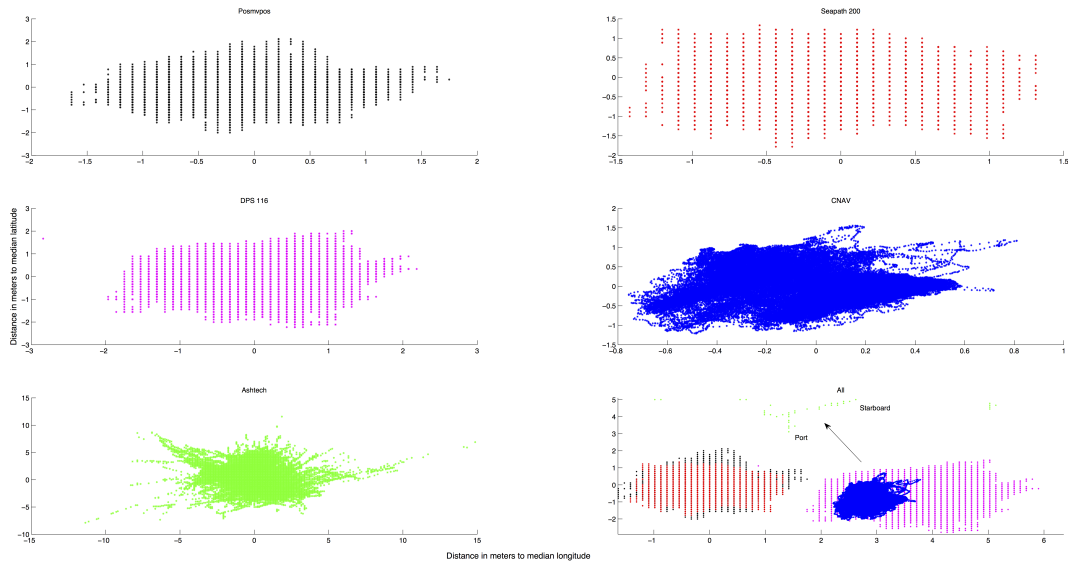 Posmvpos
3
2
1
0
−1
−2
−3
−2 −1.5 −1 −0.5 0 0.5 1 1.5 2
Seapath 200
1.5
1
0.5
0
−0.5
−1
−1.5
−2
−1.5 −1 −0.5 0 0.5 1 1.5
DPS 116
3
2
1
0
−1
−2
−3
−3 −2 −1 0 1 2 3
CNAV
2
1.5
1
0.5
0
−0.5
−1
−1.5
−0.8 −0.6 −0.4 −0.2 0 0.2 0.4 0.6 0.8 1
Distance in meters to median latitude
Ashtech
15
10
5
0
−5
−10
−15 −10 −5 0 5 10 15
All
Starboard
Port
5
4
3
2
1
0
−1
−2
−1 0 1 2 3 4 5 6
Distance in meters to median longitude